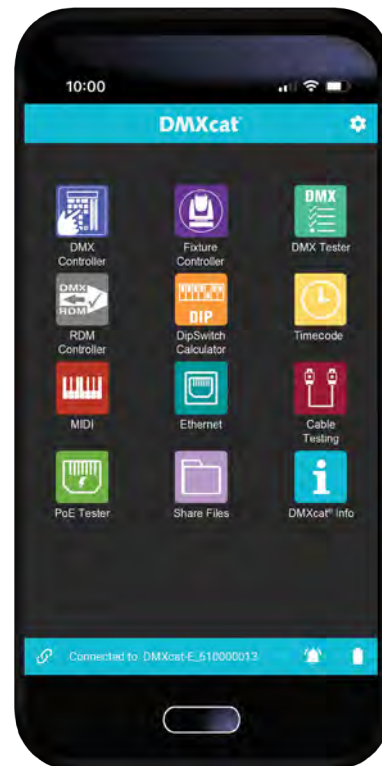 10:00
DMXcat
DMX
DMX
Controller
Fixture
Controller
DMX Tester
DMX
RDM
DIP
RDM
Controller
DipSwitch
Calculator
Timecode
MIDI
Ethernet
Cable
Testing
PoE Tester
Share Files
DMXcat® Info
Connected to DMXcat-E_510000013